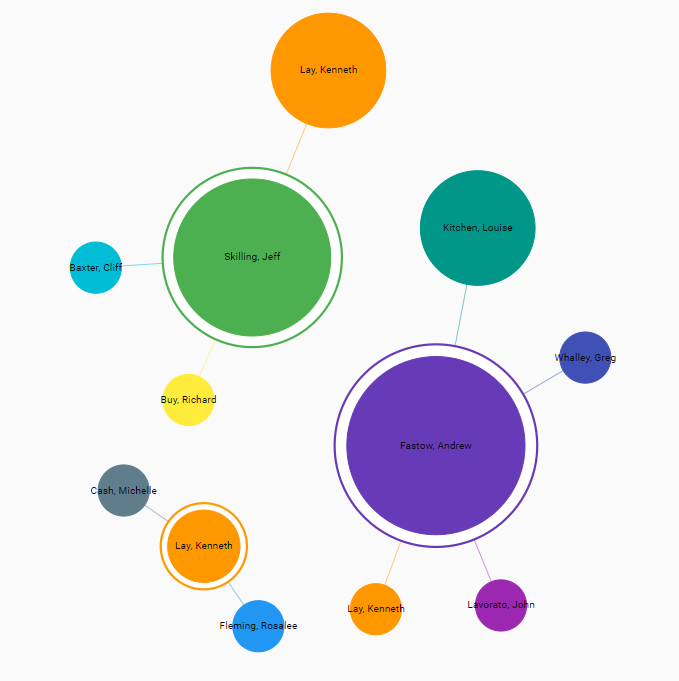 Lay, Kenneth
Kitchen, Louise
Skilling, Jeff
Baxter, Cliff
Whalley, Greg
Buy, Richard
Fastow, Andrew
Cash, Michelle
Lay, Kenneth
Lavorato, John
Lay, Kenneth
Fleming, Rosalee